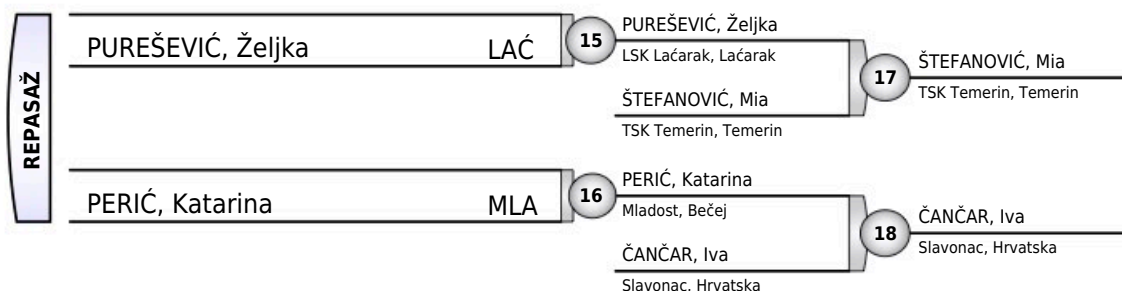 REPASAŽ
PUREŠEVIĆ, Željka LAĆ
15
PUREŠEVIĆ, Željka
LSK Laćarak, Laćarak
ŠTEFANOVIĆ, Mia
TSK Temerin, Temerin
17
ŠTEFANOVIĆ, Mia
TSK Temerin, Temerin
PERIĆ, Katarina MLA
16
PERIĆ, Katarina
Mladost, Bečej
ČANČAR, Iva
Slavonac, Hrvatska
18
ČANČAR, Iva
Slavonac, Hrvatska